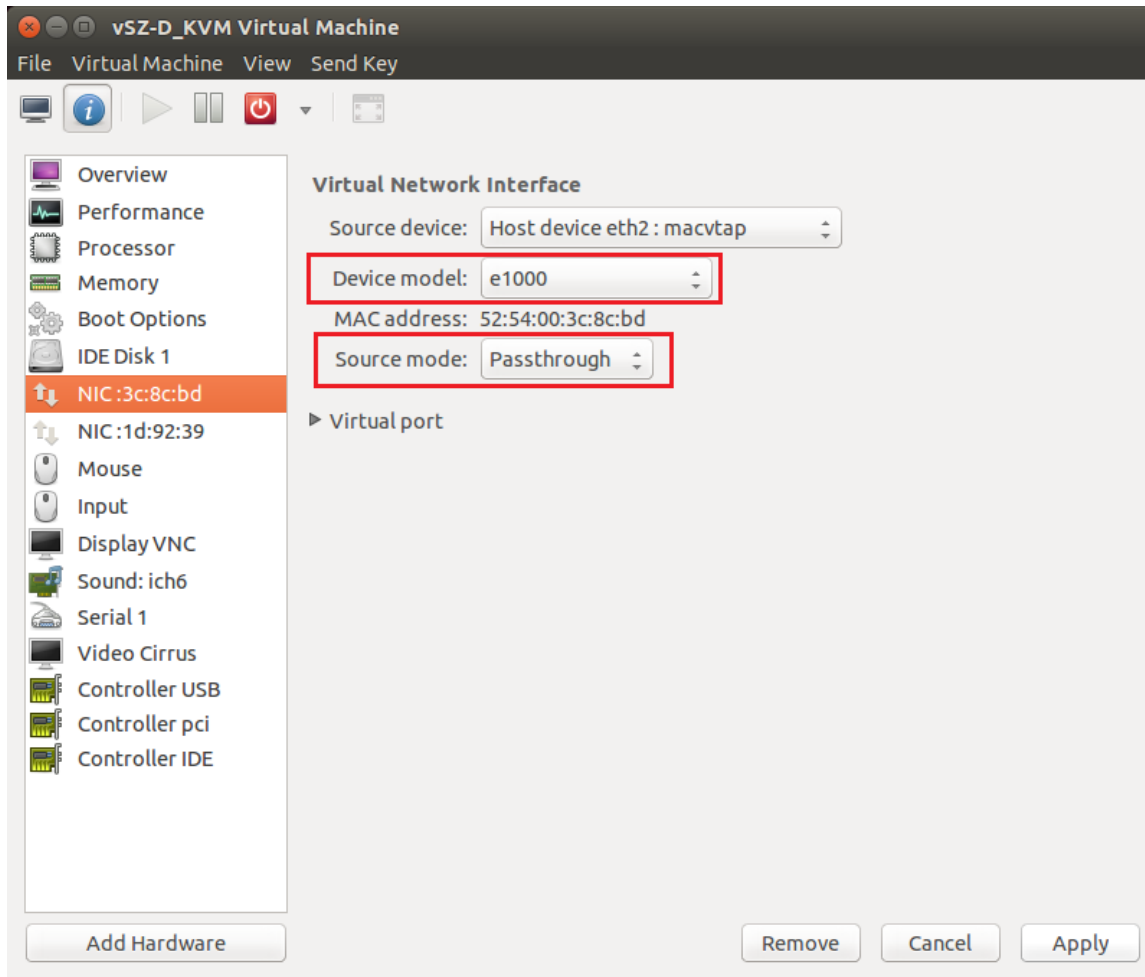 vSZ-D_KVM Virtual Machine
File Virtual Machine View Send Key
Overview
Performance
Processor
Memory
Boot Options
IDE Disk 1
NIC :3c:8c:bd
NIC :1d:92:39
Mouse
Input
Display VNC
Sound: ich6
Serial 1
Video Cirrus
Controller USB
Controller pci
Controller IDE
Add Hardware
Virtual Network Interface
Source device: Host device eth2 : macvtap
Device model: e1000
MAC address: 52:54:00:3c:8c:bd
Source mode: Passthrough
Virtual port
Remove Cancel Apply